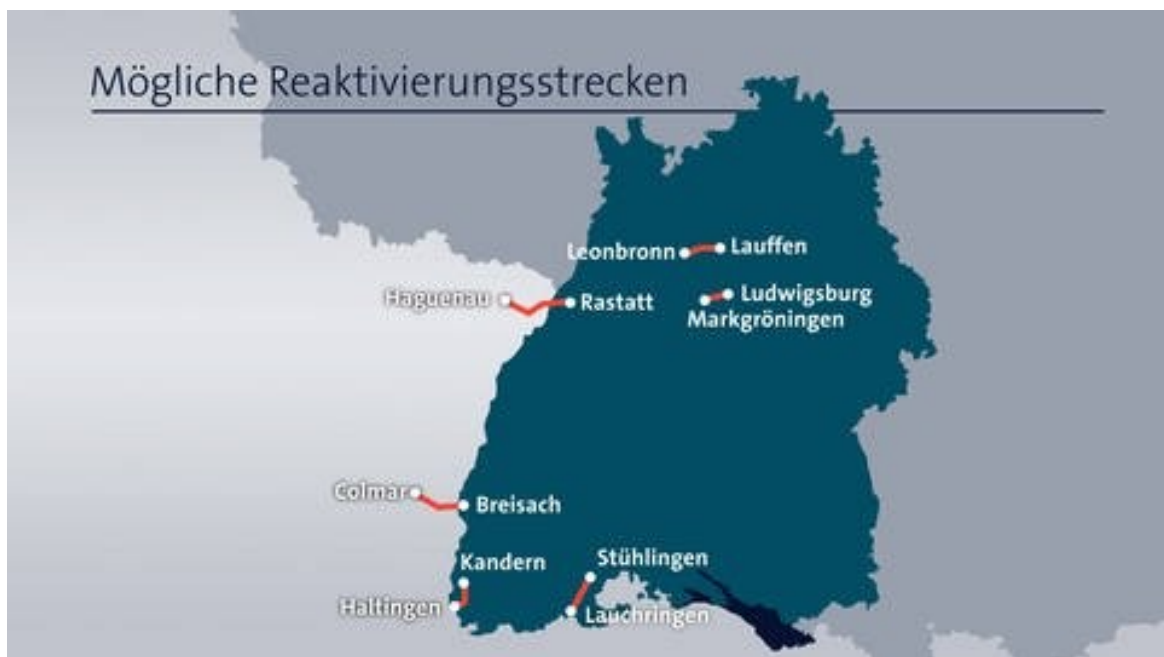 Mögliche Reaktivierungsstrecken
Leonbronn
Lauffen
Haguenau
Rastatt
Ludwigsburg
Markgröningen
Colmar
Breisach
Kandern
Stühlingen
Haltingen
Lauchringen